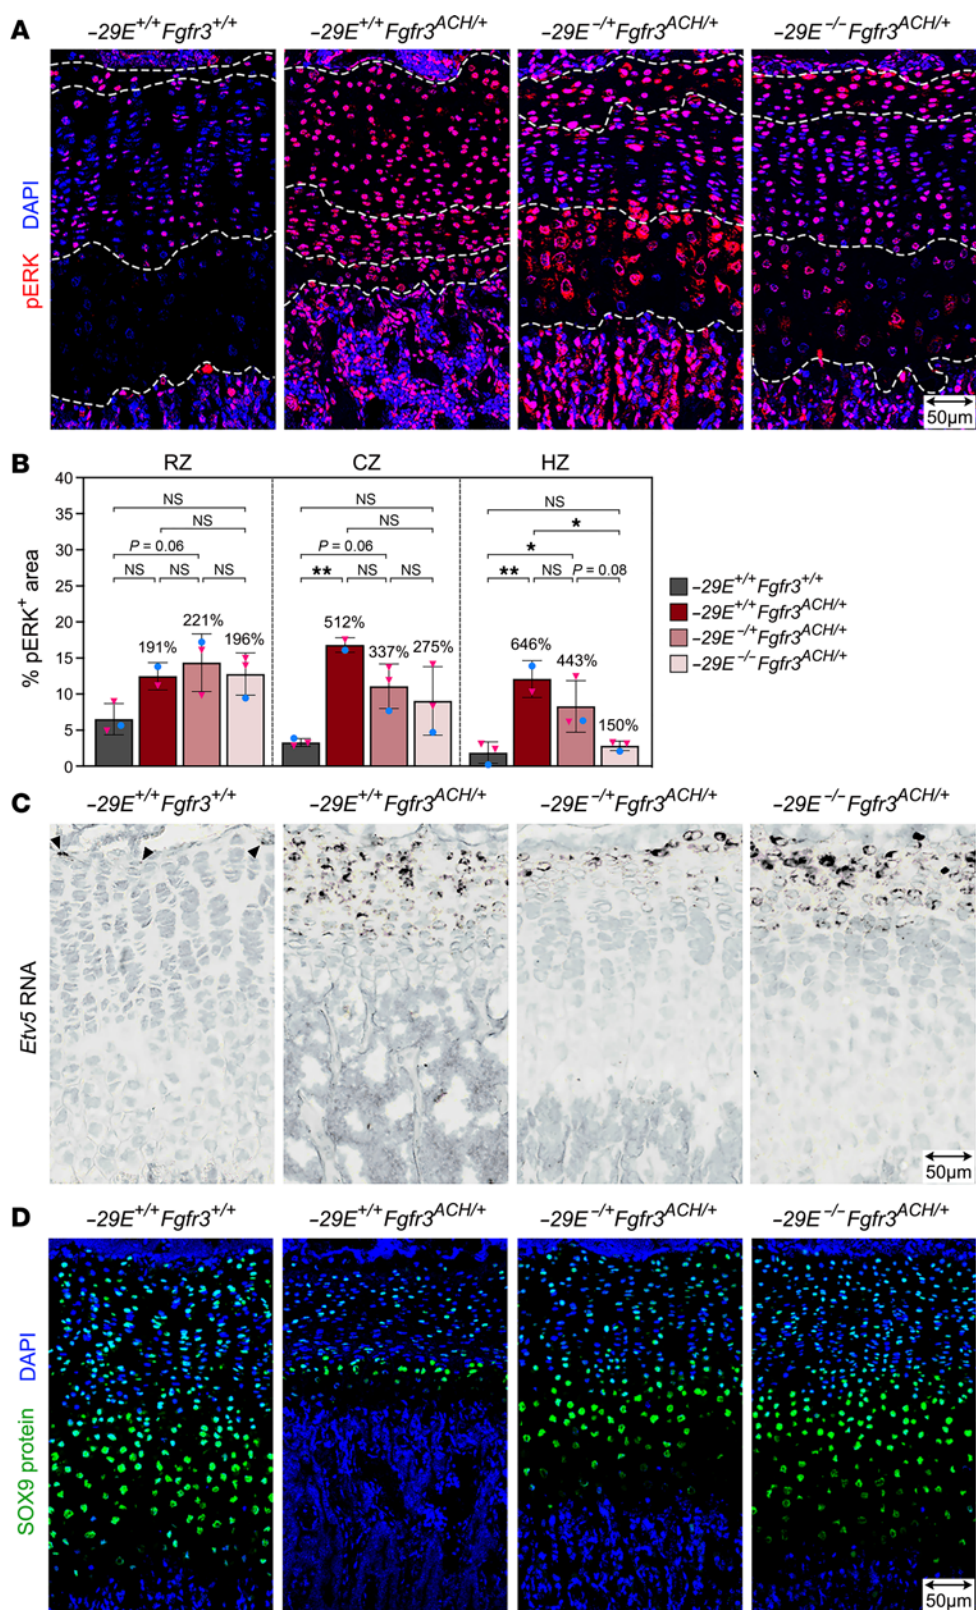 A
–29E+/+Fgfr3+/+ –29E+/+Fgfr3ACH/+ –29E–/+Fgfr3ACH/+ –29E–/–Fgfr3ACH/+
pERK DAPI
50µm
B
RZ CZ HZ
% pERK+ area
40
35
30
25
20
15
10
5
0
NS NS NS
NS NS *
P = 0.06 P = 0.06 *
NS NS NS ** NS NS ** NS P = 0.08
191% 221% 196% 512% 337% 275% 646% 443% 150%
–29E+/+Fgfr3+/+
–29E+/+Fgfr3ACH/+
–29E–/+Fgfr3ACH/+
–29E–/–Fgfr3ACH/+
C
–29E+/+Fgfr3+/+ –29E+/+Fgfr3ACH/+ –29E–/+Fgfr3ACH/+ –29E–/–Fgfr3ACH/+
Etv5 RNA
50µm
D
–29E+/+Fgfr3+/+ –29E+/+Fgfr3ACH/+ –29E–/+Fgfr3ACH/+ –29E–/–Fgfr3ACH/+
SOX9 protein DAPI
50µm